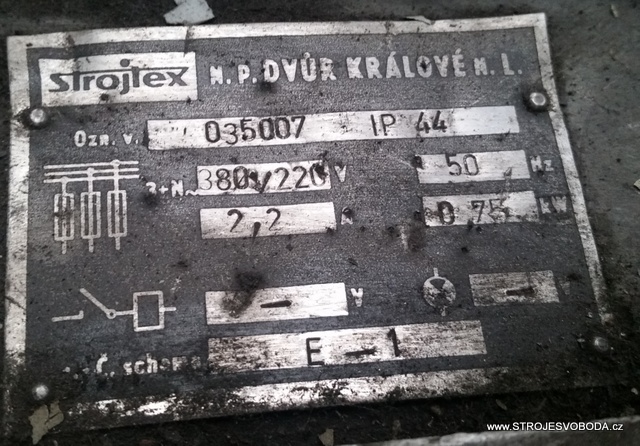 strojtex N.P. DVŮR KRÁLOVÉ N.L.
Ozn. v. 035007 IP 44
3+N~ 380/220 V 50 Hz
2,2 A 0 75 kW
– V –
Č. schema E – 1
www.STROJESVOBODA.cz